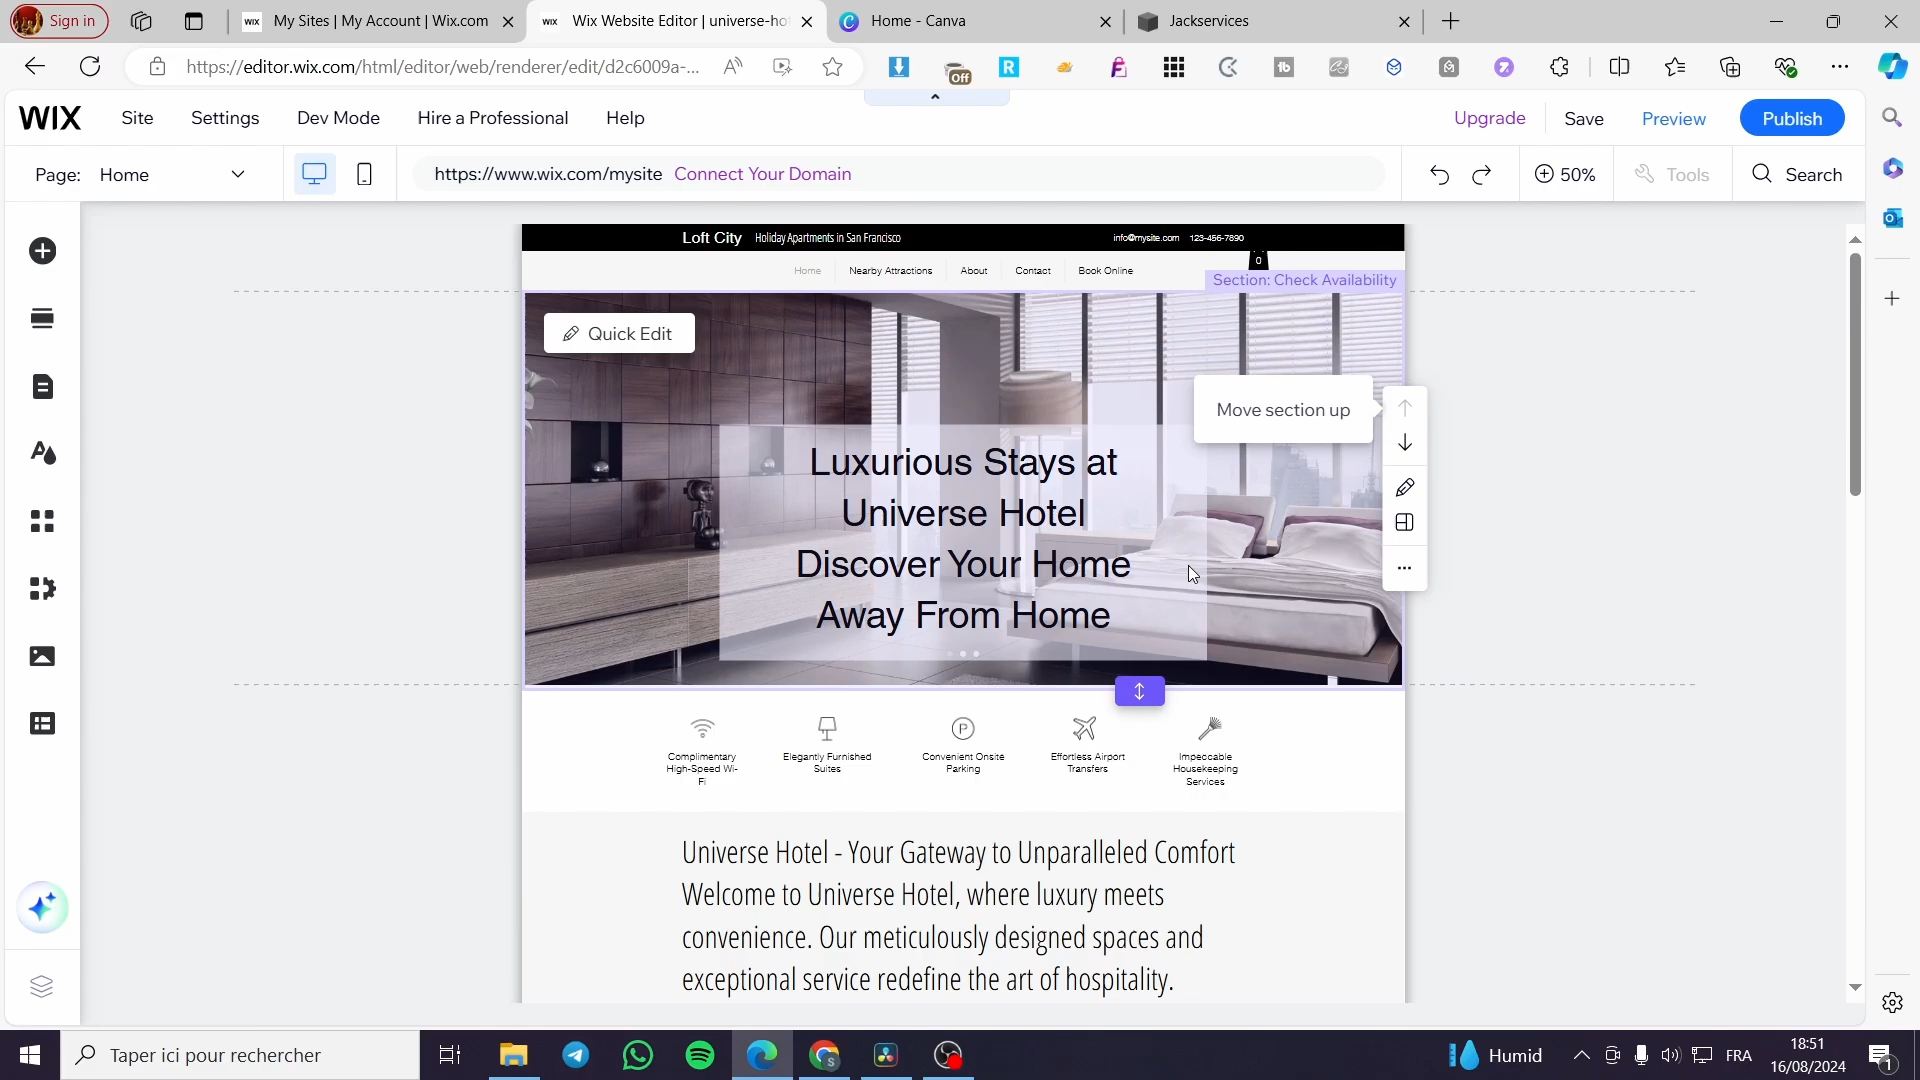 Sign in
My Sites | My Account | Wix.com
Wix Website Editor | universe-ho
Home - Canva
Jackservices
https://editor.wix.com/html/editor/web/renderer/edit/d2c6009a-...
Off
WIX
Site
Settings
Dev Mode
Hire a Professional
Help
Upgrade
Save
Preview
Publish
Page: Home
https://www.wix.com/mysite Connect Your Domain
50%
Tools
Search
Loft City
Holiday Apartments in San Francisco
info@mysite.com 123-456-7890
Home
Nearby Attractions
About
Contact
Book Online
0
Section: Check Availability
Quick Edit
Move section up
Luxurious Stays at
Universe Hotel
Discover Your Home
Away From Home
Complimentary
High-Speed Wi-
Fi
Elegantly Furnished
Suites
Convenient Onsite
Parking
Effortless Airport
Transfers
Impeccable
Housekeeping
Services
Universe Hotel - Your Gateway to Unparalleled Comfort
Welcome to Universe Hotel, where luxury meets
convenience. Our meticulously designed spaces and
exceptional service redefine the art of hospitality.
Taper ici pour rechercher
Humid
FRA
18:51
16/08/2024
1